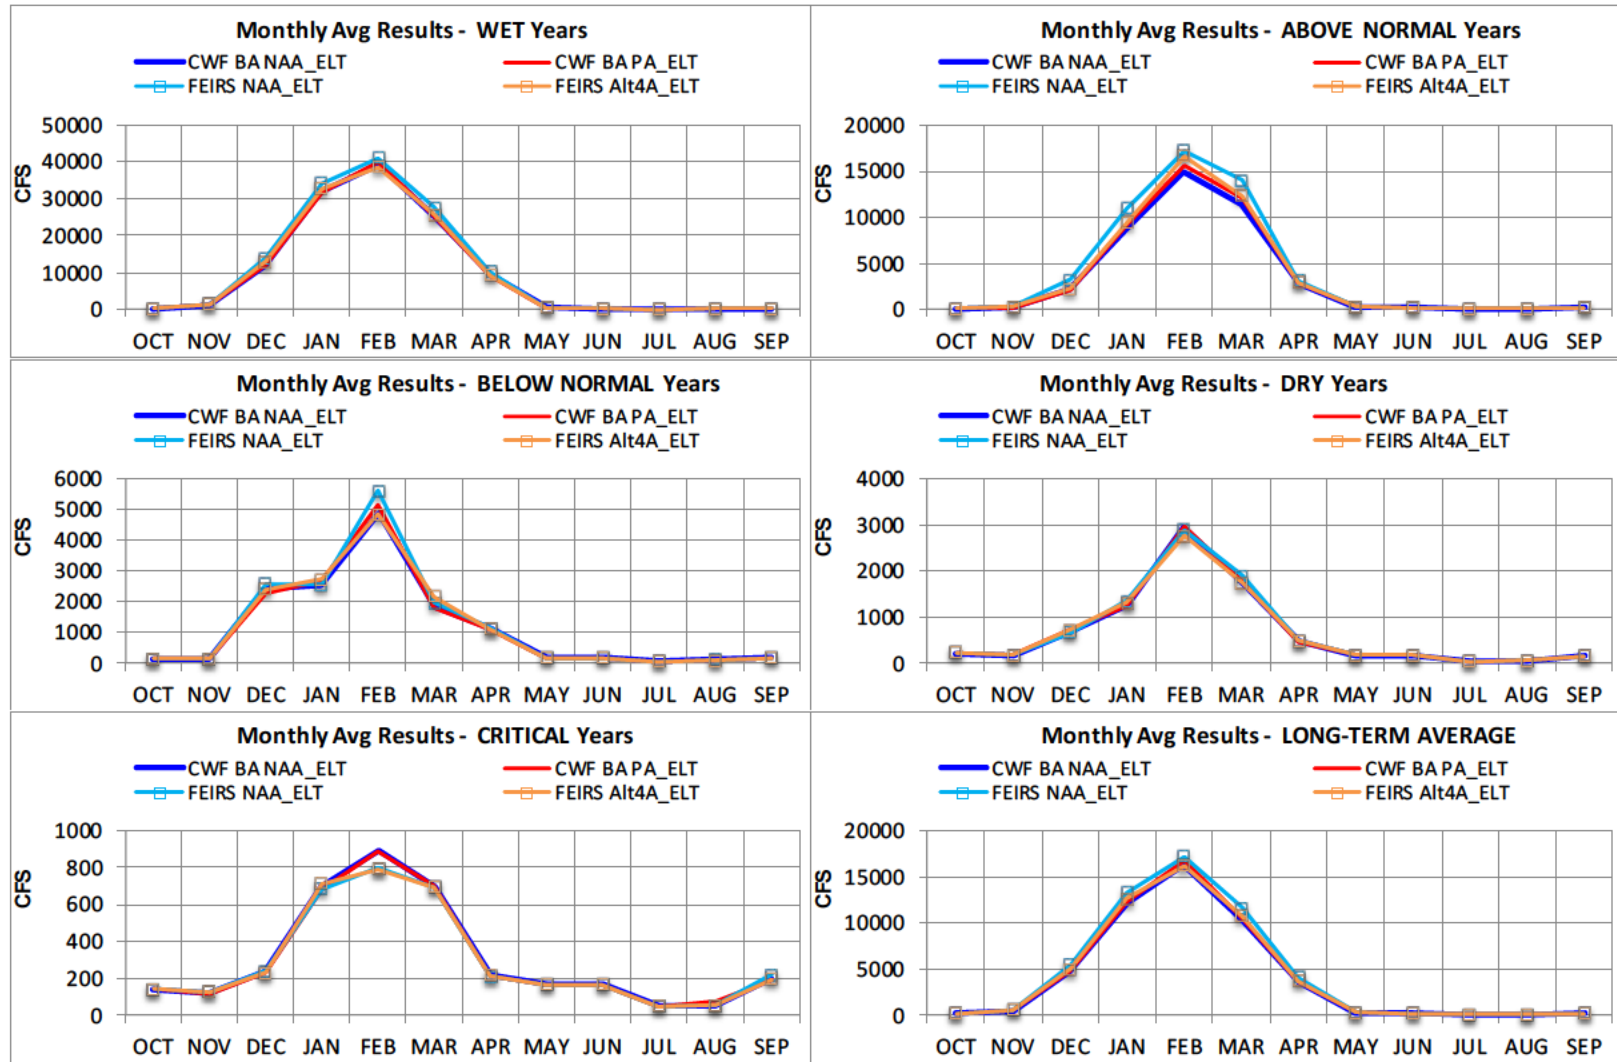 Monthly Avg Results - WET Years
CWF BA NAA_ELT CWF BA PA_ELT
FEIRS NAA_ELT FEIRS Alt4A_ELT
CFS
50000
40000
30000
20000
10000
0
OCT NOV DEC JAN FEB MAR APR MAY JUN JUL AUG SEP
Monthly Avg Results - ABOVE NORMAL Years
CWF BA NAA_ELT CWF BA PA_ELT
FEIRS NAA_ELT FEIRS Alt4A_ELT
CFS
20000
15000
10000
5000
0
OCT NOV DEC JAN FEB MAR APR MAY JUN JUL AUG SEP
Monthly Avg Results - BELOW NORMAL Years
CWF BA NAA_ELT CWF BA PA_ELT
FEIRS NAA_ELT FEIRS Alt4A_ELT
CFS
6000
5000
4000
3000
2000
1000
0
OCT NOV DEC JAN FEB MAR APR MAY JUN JUL AUG SEP
Monthly Avg Results - DRY Years
CWF BA NAA_ELT CWF BA PA_ELT
FEIRS NAA_ELT FEIRS Alt4A_ELT
CFS
4000
3000
2000
1000
0
OCT NOV DEC JAN FEB MAR APR MAY JUN JUL AUG SEP
Monthly Avg Results - CRITICAL Years
CWF BA NAA_ELT CWF BA PA_ELT
FEIRS NAA_ELT FEIRS Alt4A_ELT
CFS
1000
800
600
400
200
0
OCT NOV DEC JAN FEB MAR APR MAY JUN JUL AUG SEP
Monthly Avg Results - LONG-TERM AVERAGE
CWF BA NAA_ELT CWF BA PA_ELT
FEIRS NAA_ELT FEIRS Alt4A_ELT
CFS
20000
15000
10000
5000
0
OCT NOV DEC JAN FEB MAR APR MAY JUN JUL AUG SEP